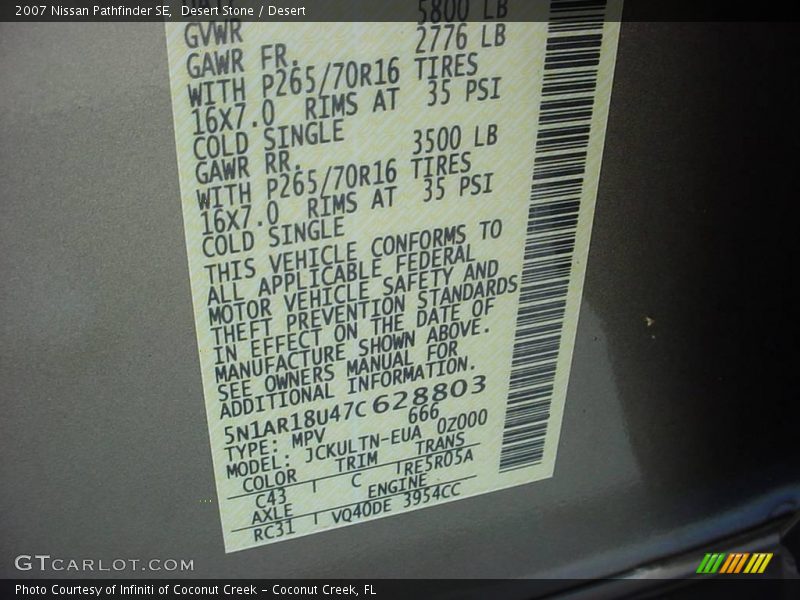 2007 Nissan Pathfinder SE, Desert Stone / Desert
GVWR 5800 LB
GAWR FR. 2776 LB
WITH P265/70R16 TIRES
16X7.0 RIMS AT 35 PSI
COLD SINGLE
GAWR RR. 3500 LB
WITH P265/70R16 TIRES
16X7.0 RIMS AT 35 PSI
COLD SINGLE
THIS VEHICLE CONFORMS TO
ALL APPLICABLE FEDERAL
MOTOR VEHICLE SAFETY AND
THEFT PREVENTION STANDARDS
IN EFFECT ON THE DATE OF
MANUFACTURE SHOWN ABOVE.
SEE OWNERS MANUAL FOR
ADDITIONAL INFORMATION.
5N1AR18U47C628803
TYPE: MPV 666
MODEL: JCKULTN-EUA 0Z000
COLOR TRIM TRANS
C43 C RE5R05A
AXLE ENGINE
RC31 VQ40DE 3954CC
GTCARLOT.COM
Photo Courtesy of Infiniti of Coconut Creek - Coconut Creek, FL